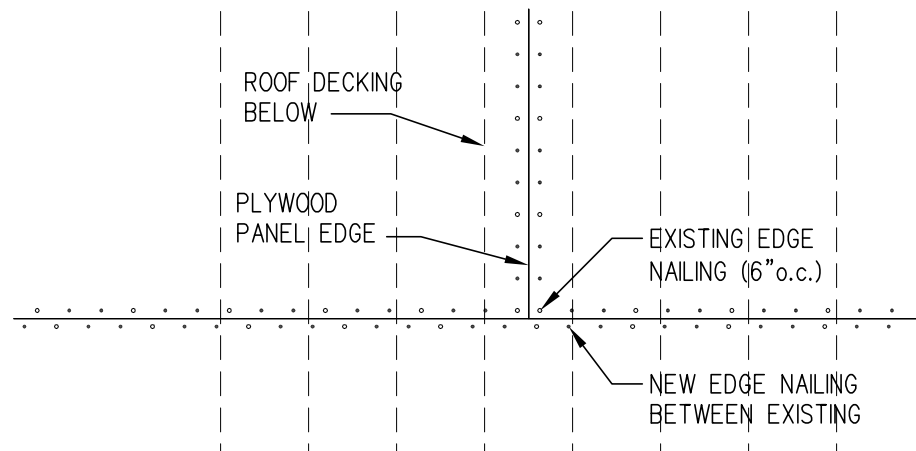 ROOF DECKING
BELOW
PLYWOOD
PANEL EDGE
EXISTING EDGE
NAILING (6"o.c.)
NEW EDGE NAILING
BETWEEN EXISTING